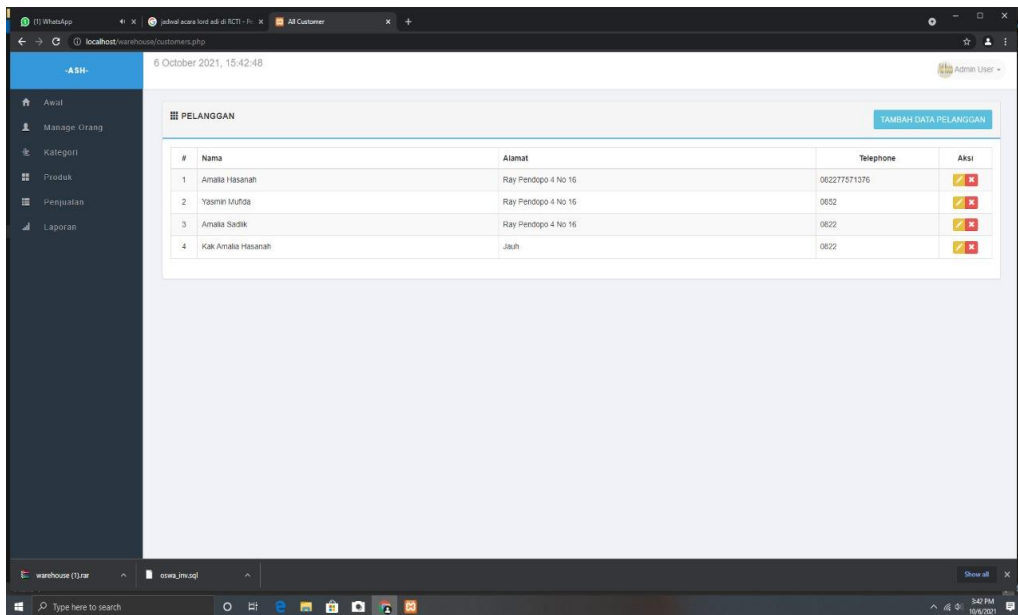 (1) WhatsApp jadwal acara lord adi di RCTI - All Customer
localhost/warehouse/customers.php
-ASH- 6 October 2021, 15:42:48 Admin User
Awal
PELANGGAN TAMBAH DATA PELANGGAN
Manage Orang
Kategori
Produk
Penjualan
Laporan
# Nama Alamat Telephone Aksi
1 Amalia Hasanah Ray Pendopo 4 No 16 082277571376
2 Yasmin Mufida Ray Pendopo 4 No 16 0852
3 Amalia Sadlik Ray Pendopo 4 No 16 0822
4 Kak Amalia Hasanah Jauh 0822
warehouse (1).rar oswa_inv.sql Show all
Type here to search 3:42 PM
10/6/2021